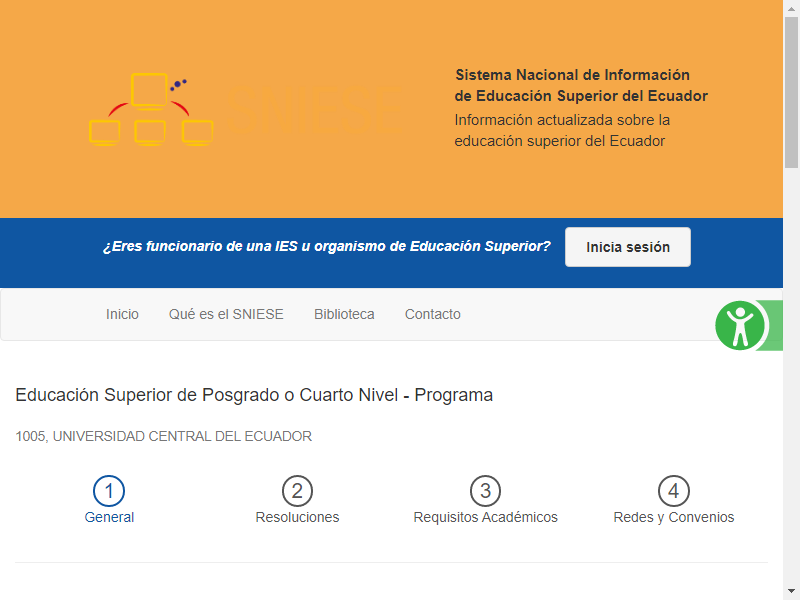 Sistema Nacional de Información
de Educación Superior del Ecuador
Información actualizada sobre la
educación superior del Ecuador
¿Eres funcionario de una IES u organismo de Educación Superior?
Inicia sesión
Inicio
Qué es el SNIESE
Biblioteca
Contacto
Educación Superior de Posgrado o Cuarto Nivel - Programa
1005, UNIVERSIDAD CENTRAL DEL ECUADOR
1
General
2
Resoluciones
3
Requisitos Académicos
4
Redes y Convenios